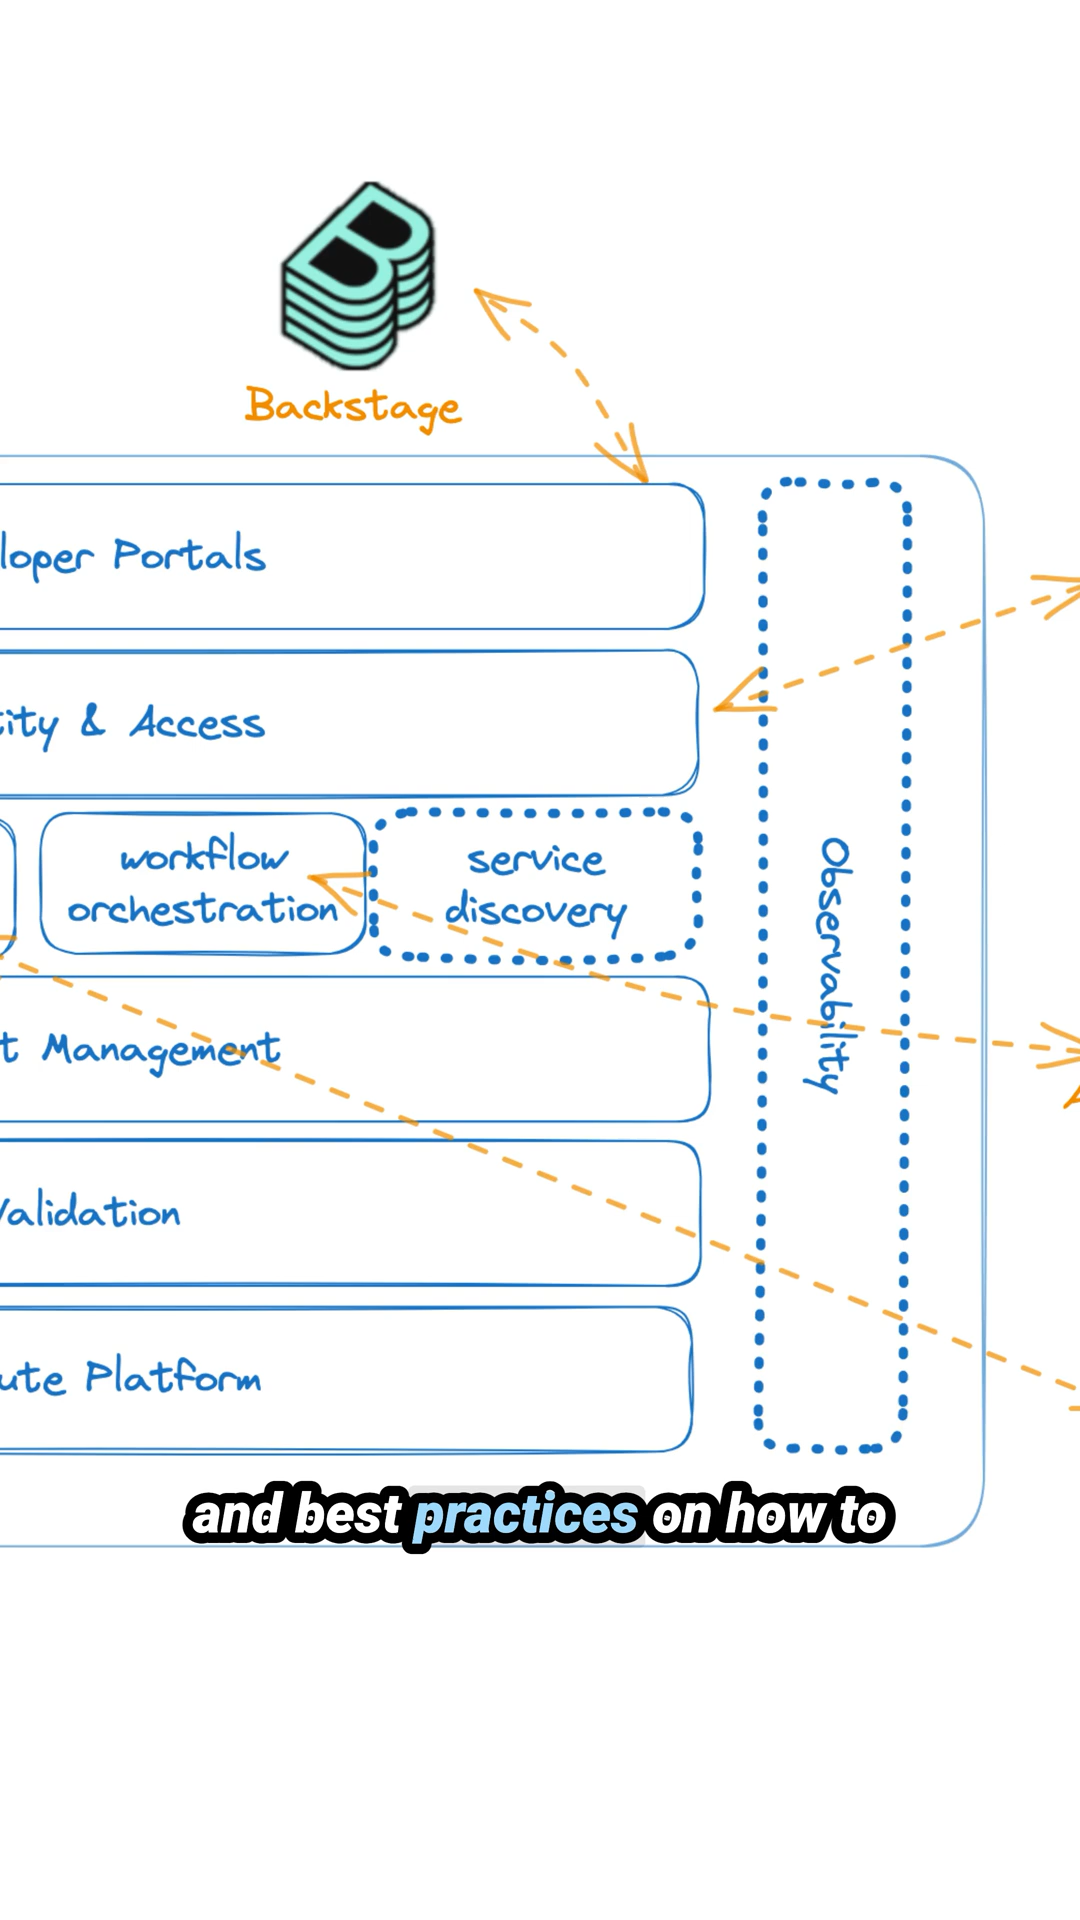 Backstage
loper Portals
ity & Access
workflow
orchestration
service
discovery
Observability
t Management
Validation
ute Platform
and best practices on how to